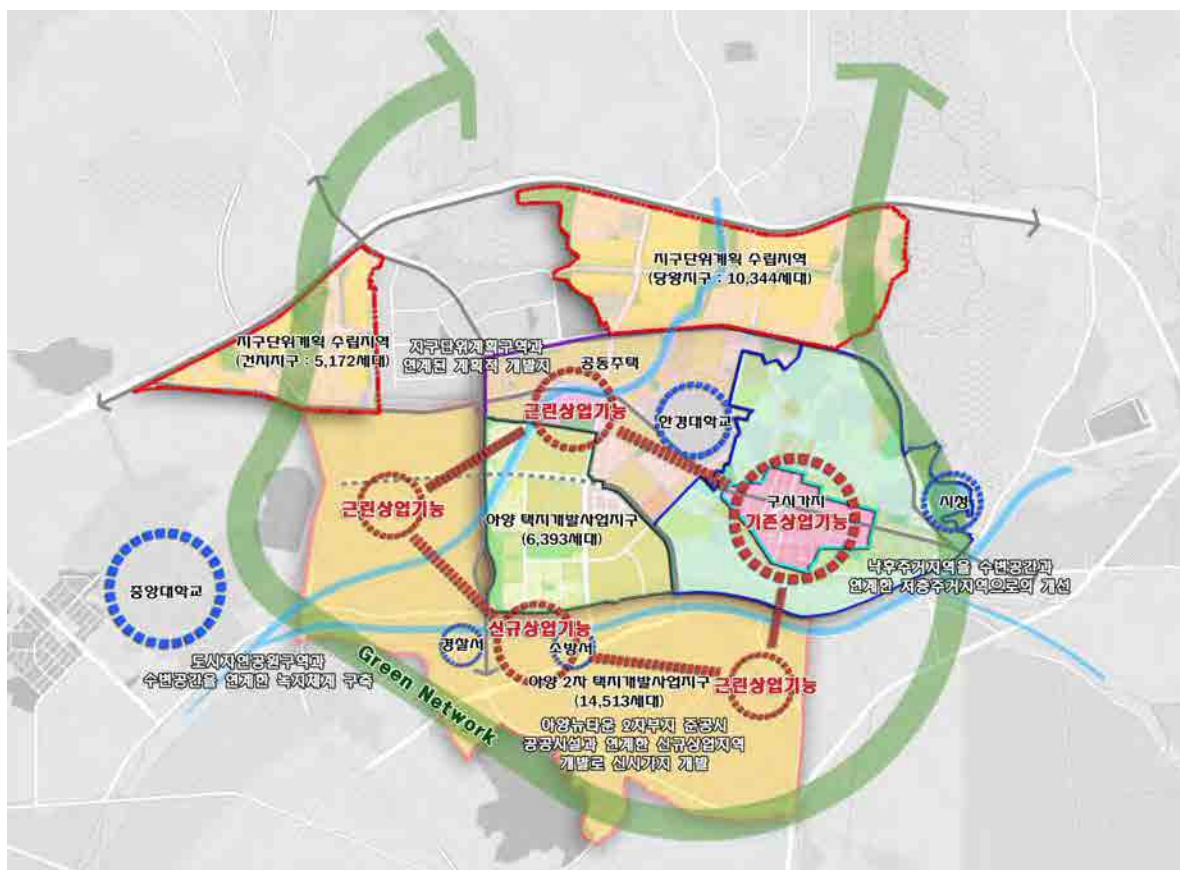 지구단위계획 수립지역
(당왕지구 : 10,344세대)
지구단위계획 수립지역
(건지지구 : 5,172세대)
지구단위계획구역과
연계된 계획적 개발지
공동주택
근린상업기능
한경대학교
구시가지
기존상업기능
시청
근린상업기능
아양 택지개발사업지구
(6,393세대)
낙후주거지역을 수변공간과
연계한 저층주거지역으로의 개선
중앙대학교
경찰서
신규상업기능
소방서
도시자연공원구역과
수변공간을 연계한 녹지체계 구축
Green Network
아양 2차 택지개발사업지구
(14,513세대)
근린상업기능
아양뉴타운 2차부지 준공시
공공시설과 연계한 신규상업지역
개발로 신시가지 개발